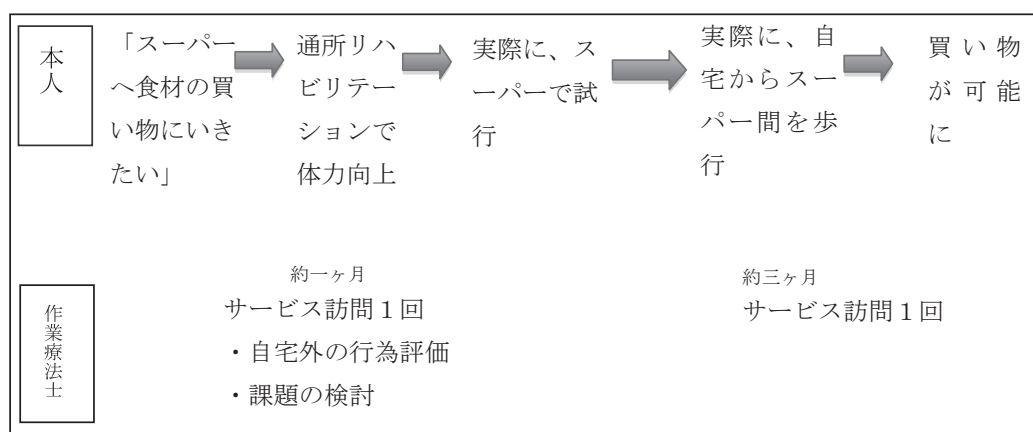 本人
「スーパー
へ食材の買
い物にいき
たい」
通所リハ
ビリテー
ションで
体力向上
実際に、ス
ーパーで試
行
実際に、自
宅からスー
パー間を歩
行
買い物
が可能
に
作業療法士
約一ヶ月
サービス訪問１回
・自宅外の行為評価
・課題の検討
約三ヶ月
サービス訪問１回